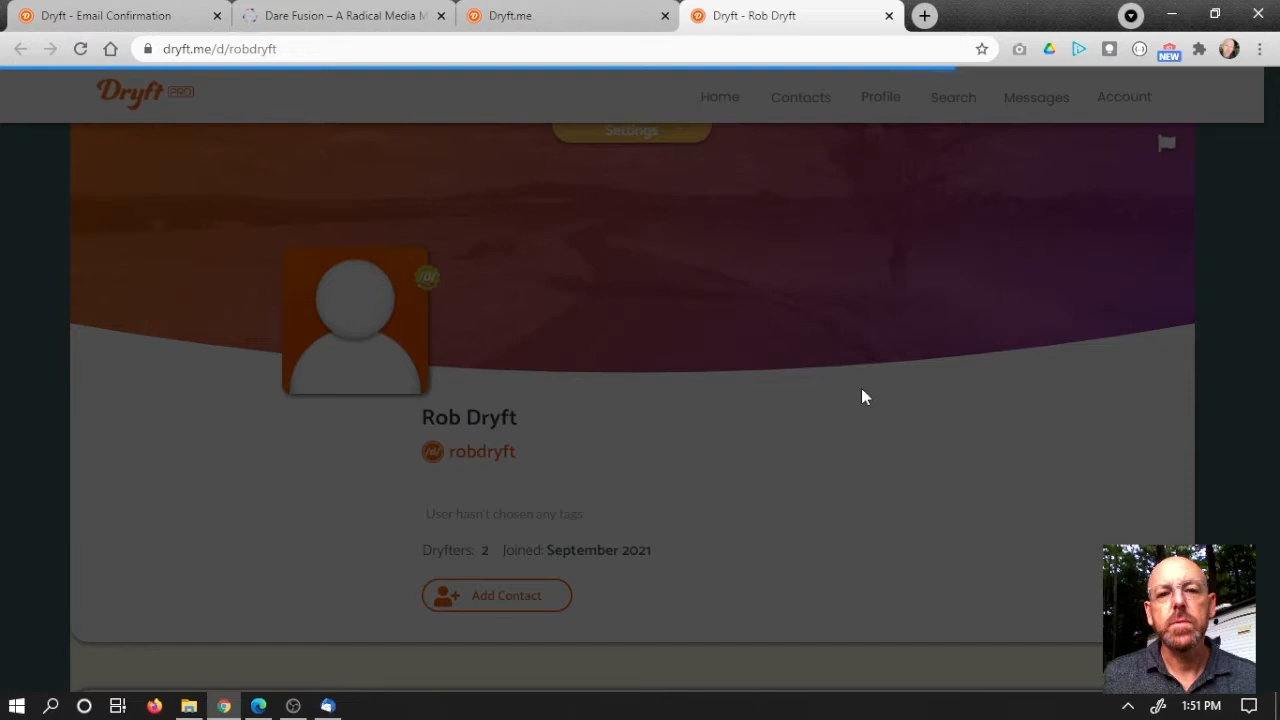 Dryft - Email Confirmation
Dare Fusion – A Radical Media M
Dryft.me
Dryft - Rob Dryft
dryft.me/d/robdryft
NEW
Dryft PRO
Home
Contacts
Profile
Search
Messages
Account
Settings
/d/
Rob Dryft
/d/ robdryft
User hasn't chosen any tags
Dryfters: 2 Joined: September 2021
Add Contact
1:51 PM